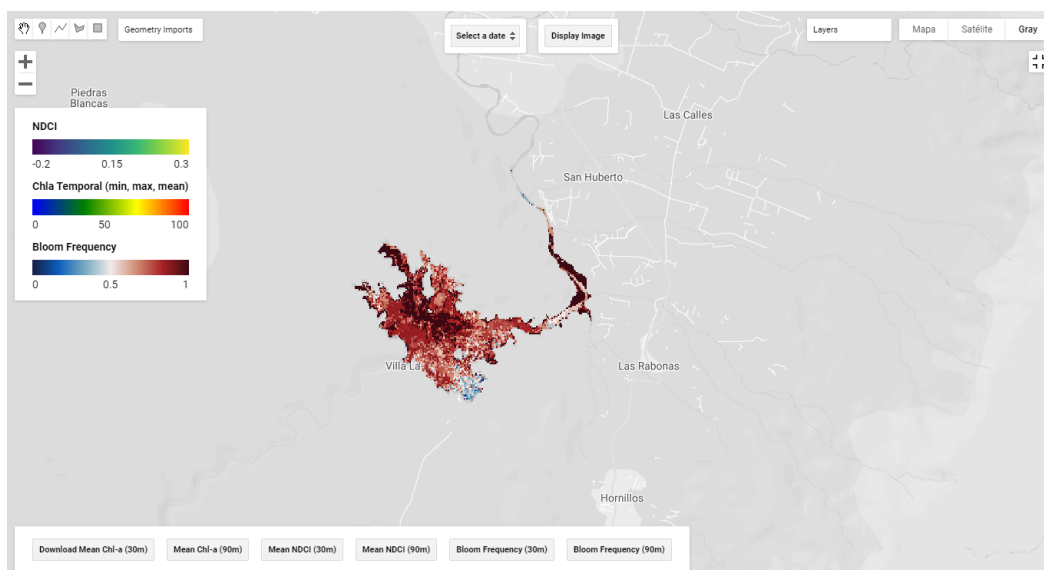 Geometry Imports
Select a date
Display Image
Layers
Mapa
Satélite
Gray
Piedras
Blancas
Las Calles
San Huberto
NDCI
-0.2 0.15 0.3
Chla Temporal (min, max, mean)
0 50 100
Bloom Frequency
0 0.5 1
Villa La
Las Rabonas
Hornillos
Download Mean Chl-a (30m)
Mean Chl-a (90m)
Mean NDCI (30m)
Mean NDCI (90m)
Bloom Frequency (30m)
Bloom Frequency (90m)